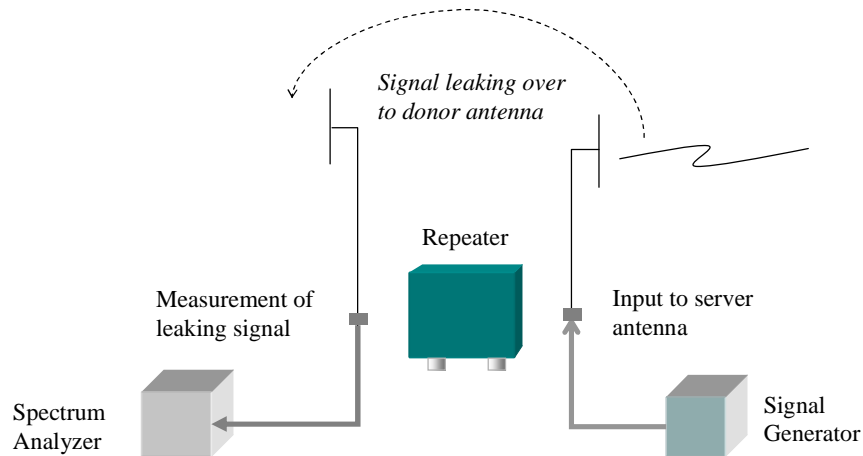 Signal leaking over
to donor antenna
Repeater
Measurement of
leaking signal
Input to server
antenna
Spectrum
Analyzer
Signal
Generator